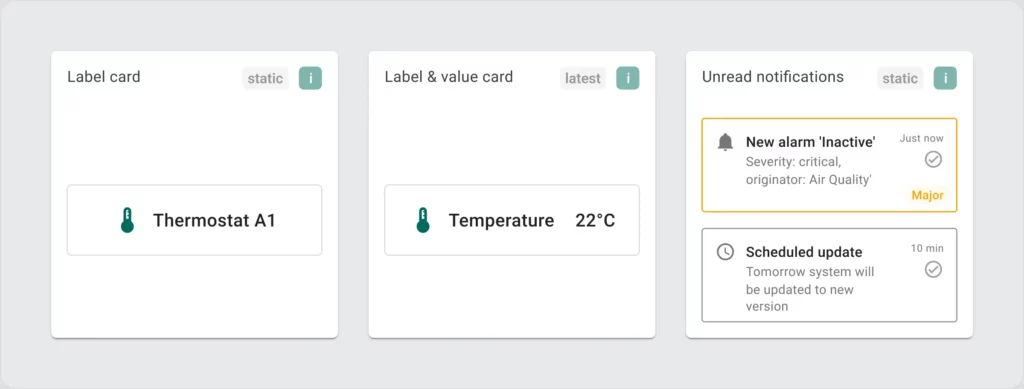 Label card
static
i
Thermostat A1
Label & value card
latest
i
Temperature 22°C
Unread notifications
static
i
New alarm 'Inactive'
Just now
Severity: critical,
originator: Air Quality'
Major
Scheduled update
10 min
Tomorrow system will
be updated to new
version